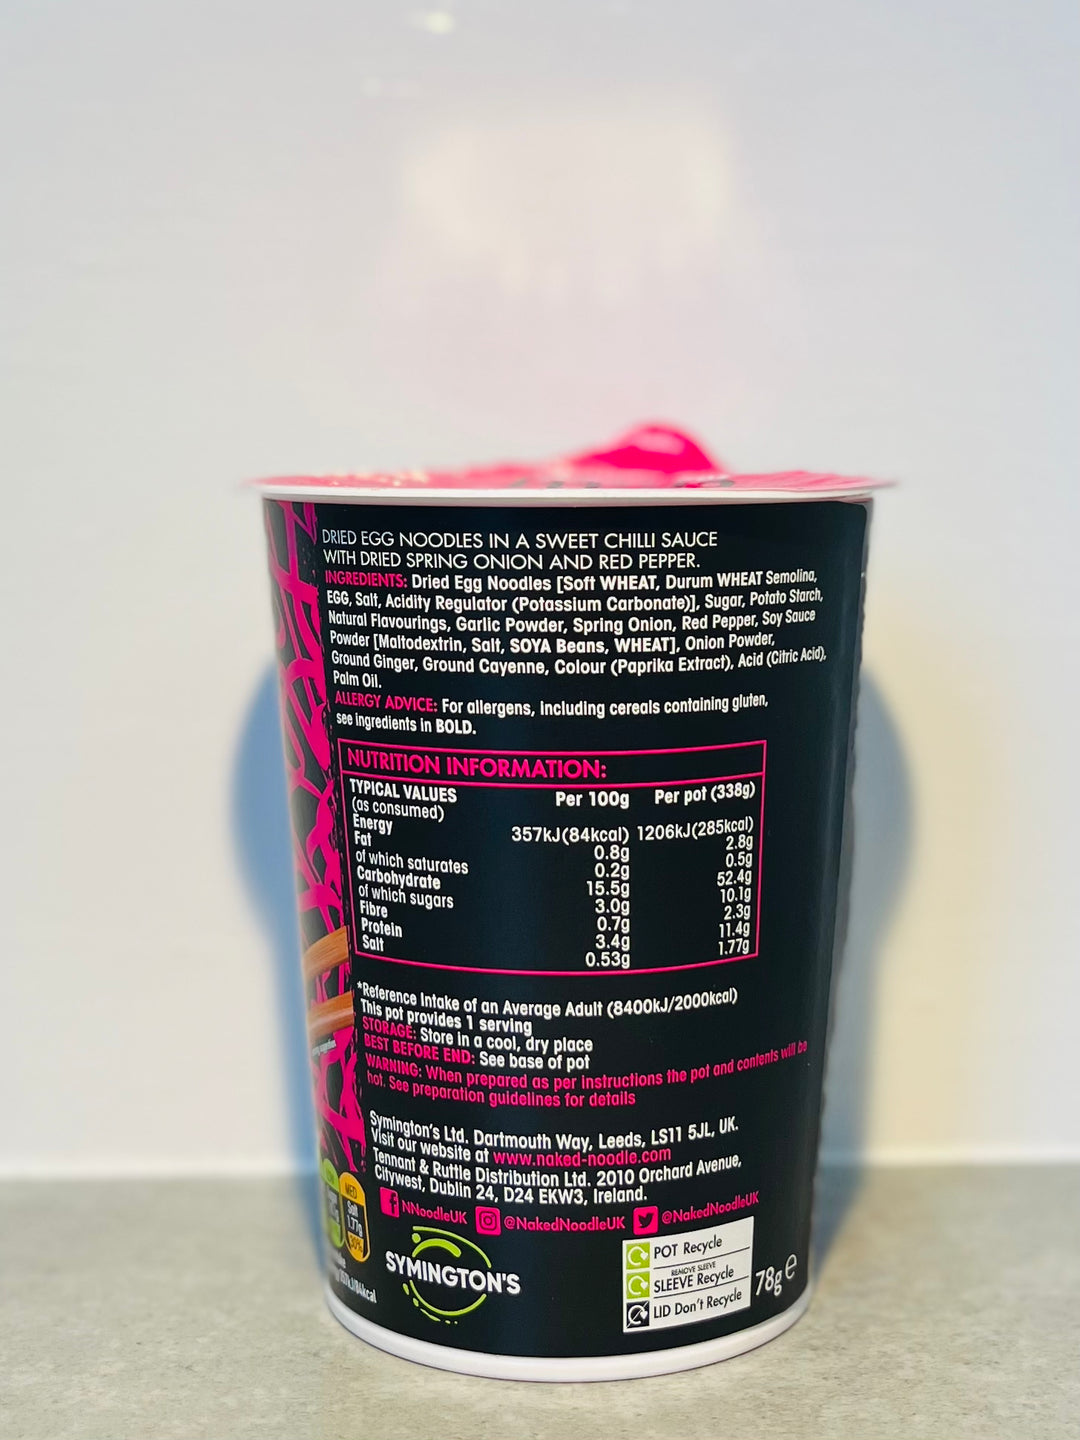 DRIED EGG NOODLES IN A SWEET CHILLI SAUCE
WITH DRIED SPRING ONION AND RED PEPPER.
INGREDIENTS: Dried Egg Noodles [Soft WHEAT, Durum WHEAT Semolina,
EGG, Salt, Acidity Regulator (Potassium Carbonate)], Sugar, Potato Starch,
Natural Flavourings, Garlic Powder, Spring Onion, Red Pepper, Soy Sauce
Powder [Maltodextrin, Salt, SOYA Beans, WHEAT], Onion Powder,
Ground Ginger, Ground Cayenne, Colour (Paprika Extract), Acid (Citric Acid),
Palm Oil.
ALLERGY ADVICE: For allergens, including cereals containing gluten,
see ingredients in BOLD.
NUTRITION INFORMATION:
TYPICAL VALUES Per 100g Per pot (338g)
(as consumed)
Energy 357kJ(84kcal) 1206kJ(285kcal)
Fat 0.8g 2.8g
of which saturates 0.2g 0.5g
Carbohydrate 15.5g 52.4g
of which sugars 3.0g 10.1g
Fibre 0.7g 2.3g
Protein 3.4g 11.4g
Salt 0.53g 1.77g
*Reference Intake of an Average Adult (8400kJ/2000kcal)
This pot provides 1 serving
STORAGE: Store in a cool, dry place
BEST BEFORE END: See base of pot
WARNING: When prepared as per instructions the pot and contents will be
hot. See preparation guidelines for details
Symington's Ltd. Dartmouth Way, Leeds, LS11 5JL, UK.
Visit our website at www.naked-noodle.com
Tennant & Ruttle Distribution Ltd. 2010 Orchard Avenue,
Citywest, Dublin 24, D24 EKW3, Ireland.
NNoodleUK @NakedNoodleUK @NakedNoodleUK
MED
Salt
1.77g
30%
SYMINGTON'S
POT Recycle
REMOVE SLEEVE
SLEEVE Recycle
LID Don't Recycle
78g e